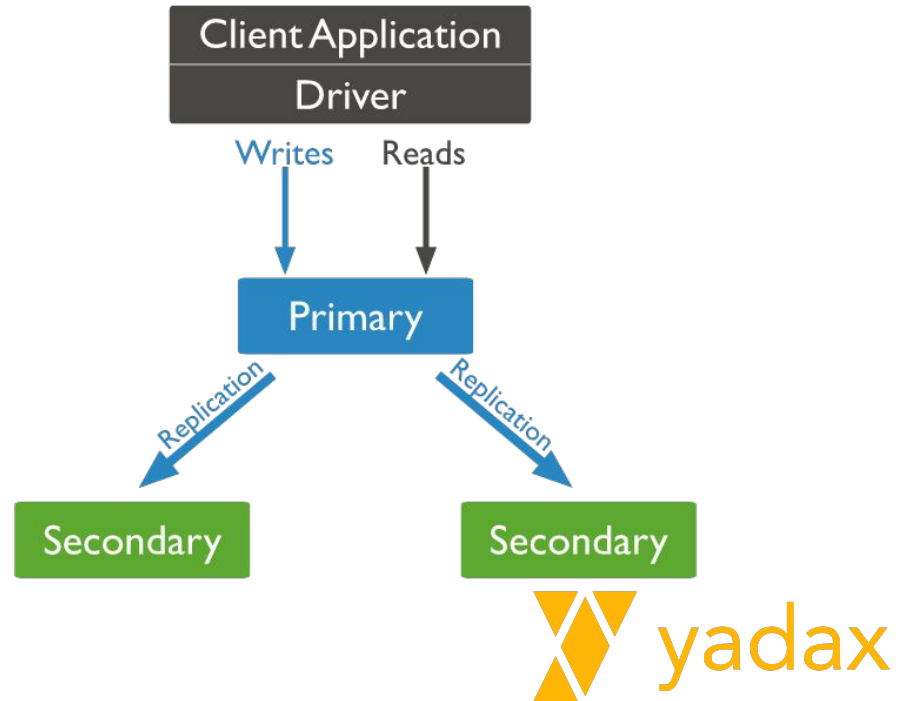 Client Application
Driver
Writes
Reads
Primary
Replication
Replication
Secondary
Secondary
yadax